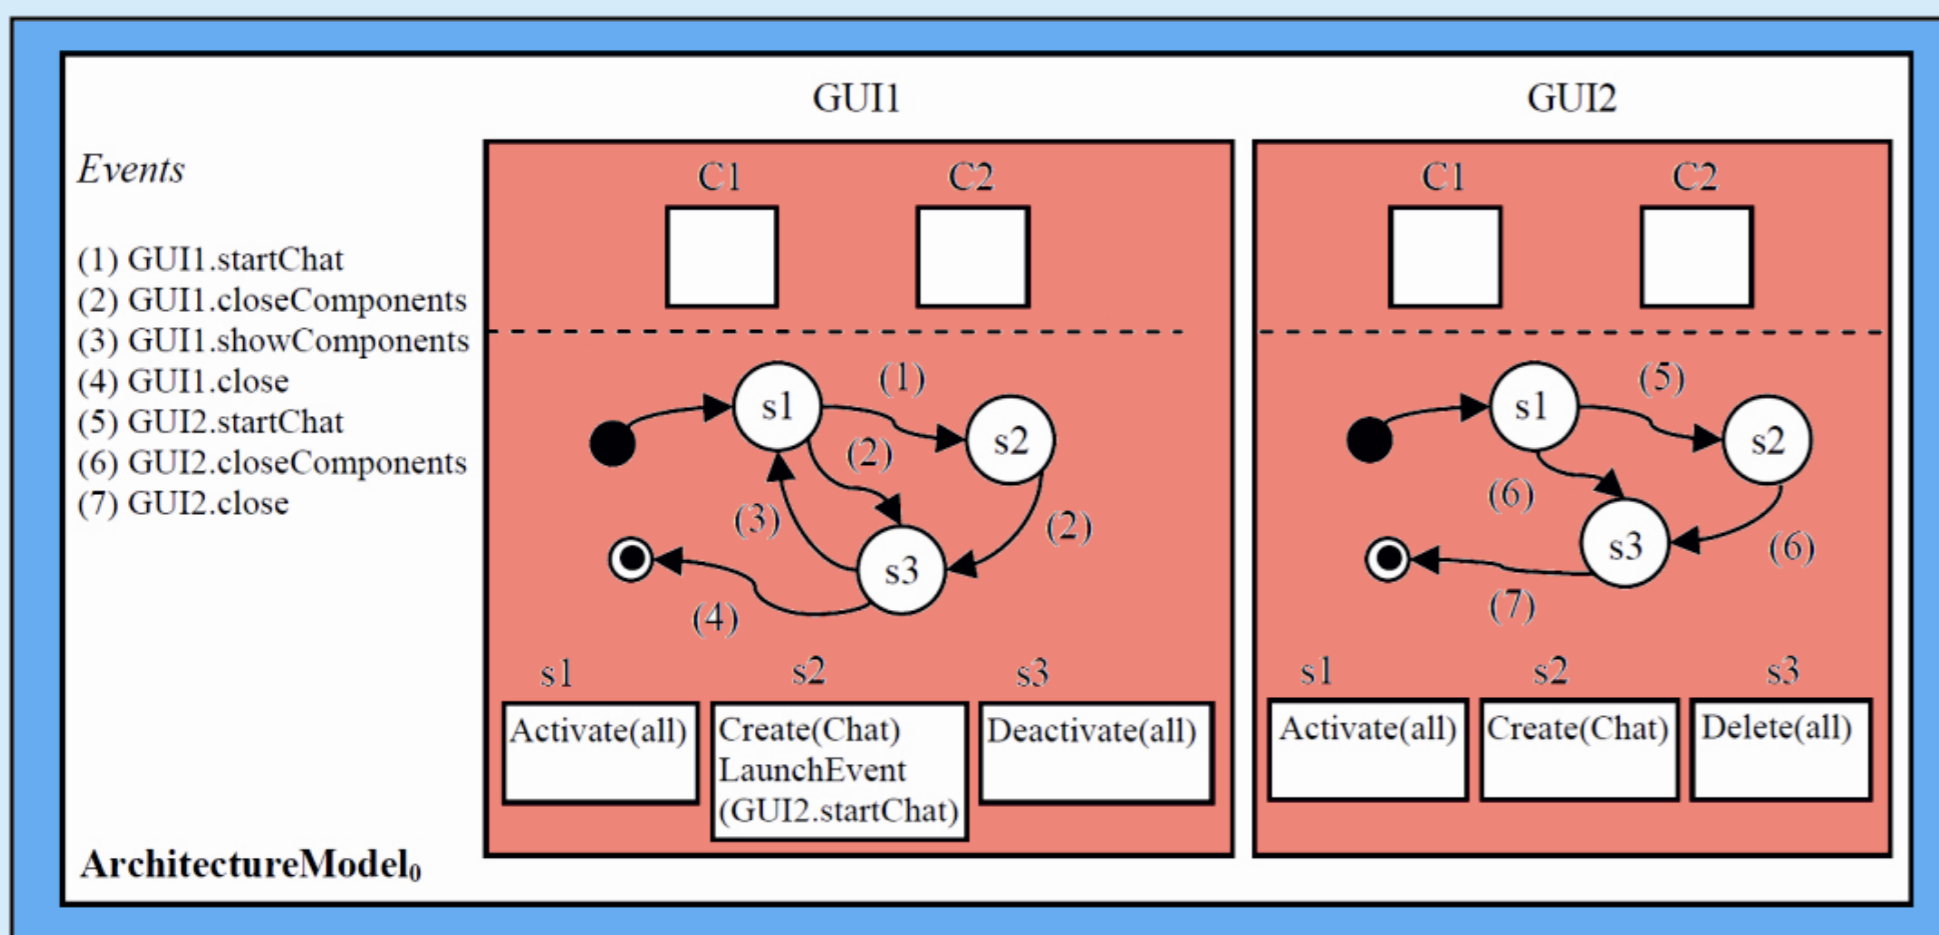 GUI1
GUI2
Events
(1) GUI1.startChat
(2) GUI1.closeComponents
(3) GUI1.showComponents
(4) GUI1.close
(5) GUI2.startChat
(6) GUI2.closeComponents
(7) GUI2.close
ArchitectureModel₀
C1
C2
s1
(1)
s2
(2)
(3)
(2)
s3
(4)
s1
s2
s3
Activate(all)
Create(Chat)
LaunchEvent
(GUI2.startChat)
Deactivate(all)
C1
C2
s1
(5)
s2
(6)
s3
(6)
(7)
s1
s2
s3
Activate(all)
Create(Chat)
Delete(all)